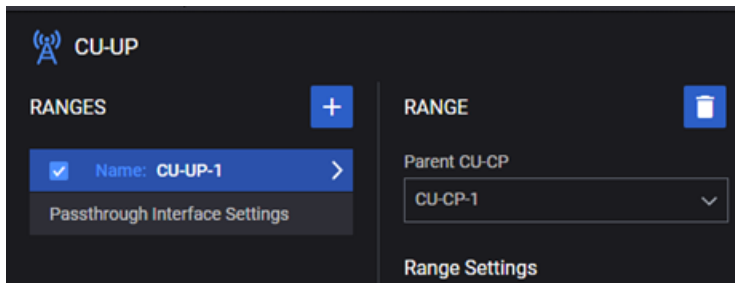 CU-UP
RANGES
Name: CU-UP-1
Passthrough Interface Settings
RANGE
Parent CU-CP
CU-CP-1
Range Settings